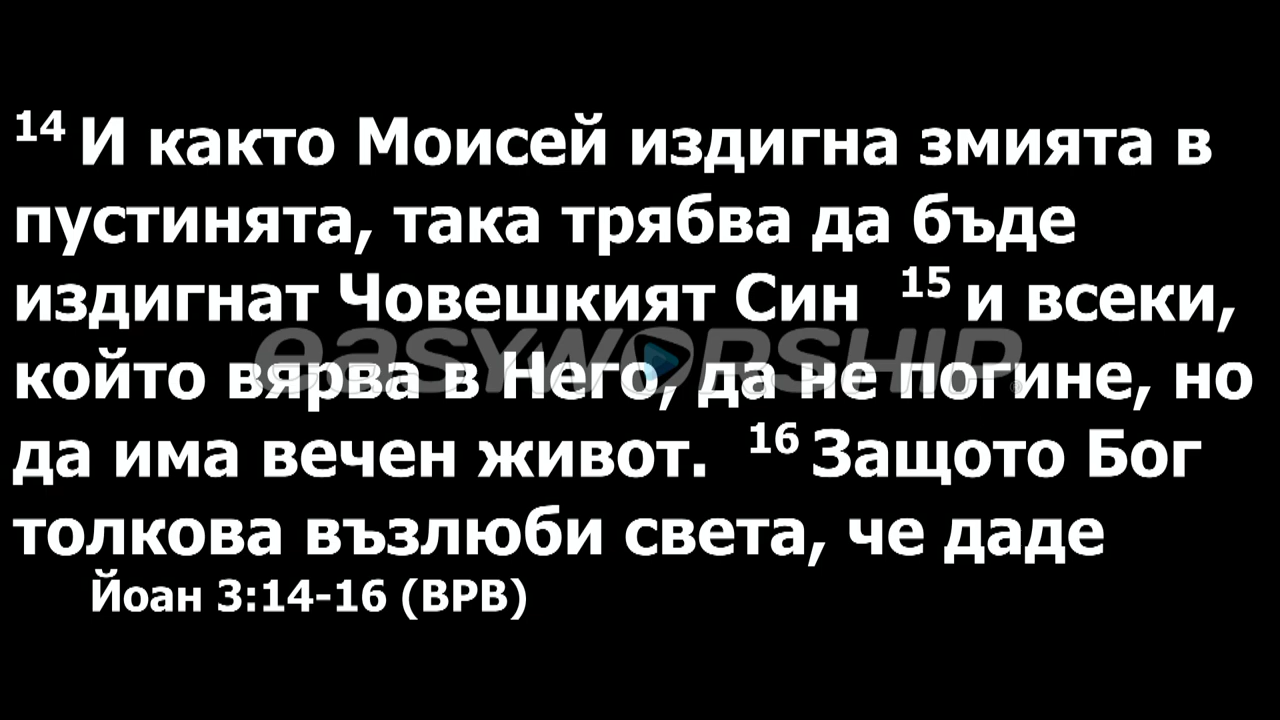 14 И както Моисей издигна змията в
пустинята, така трябва да бъде
издигнат Човешкият Син 15 и всеки,
който вярва в Него, да не погине, но
да има вечен живот. 16 Защото Бог
толкова възлюби света, че даде
Йоан 3:14-16 (ВРВ)
easyworship®